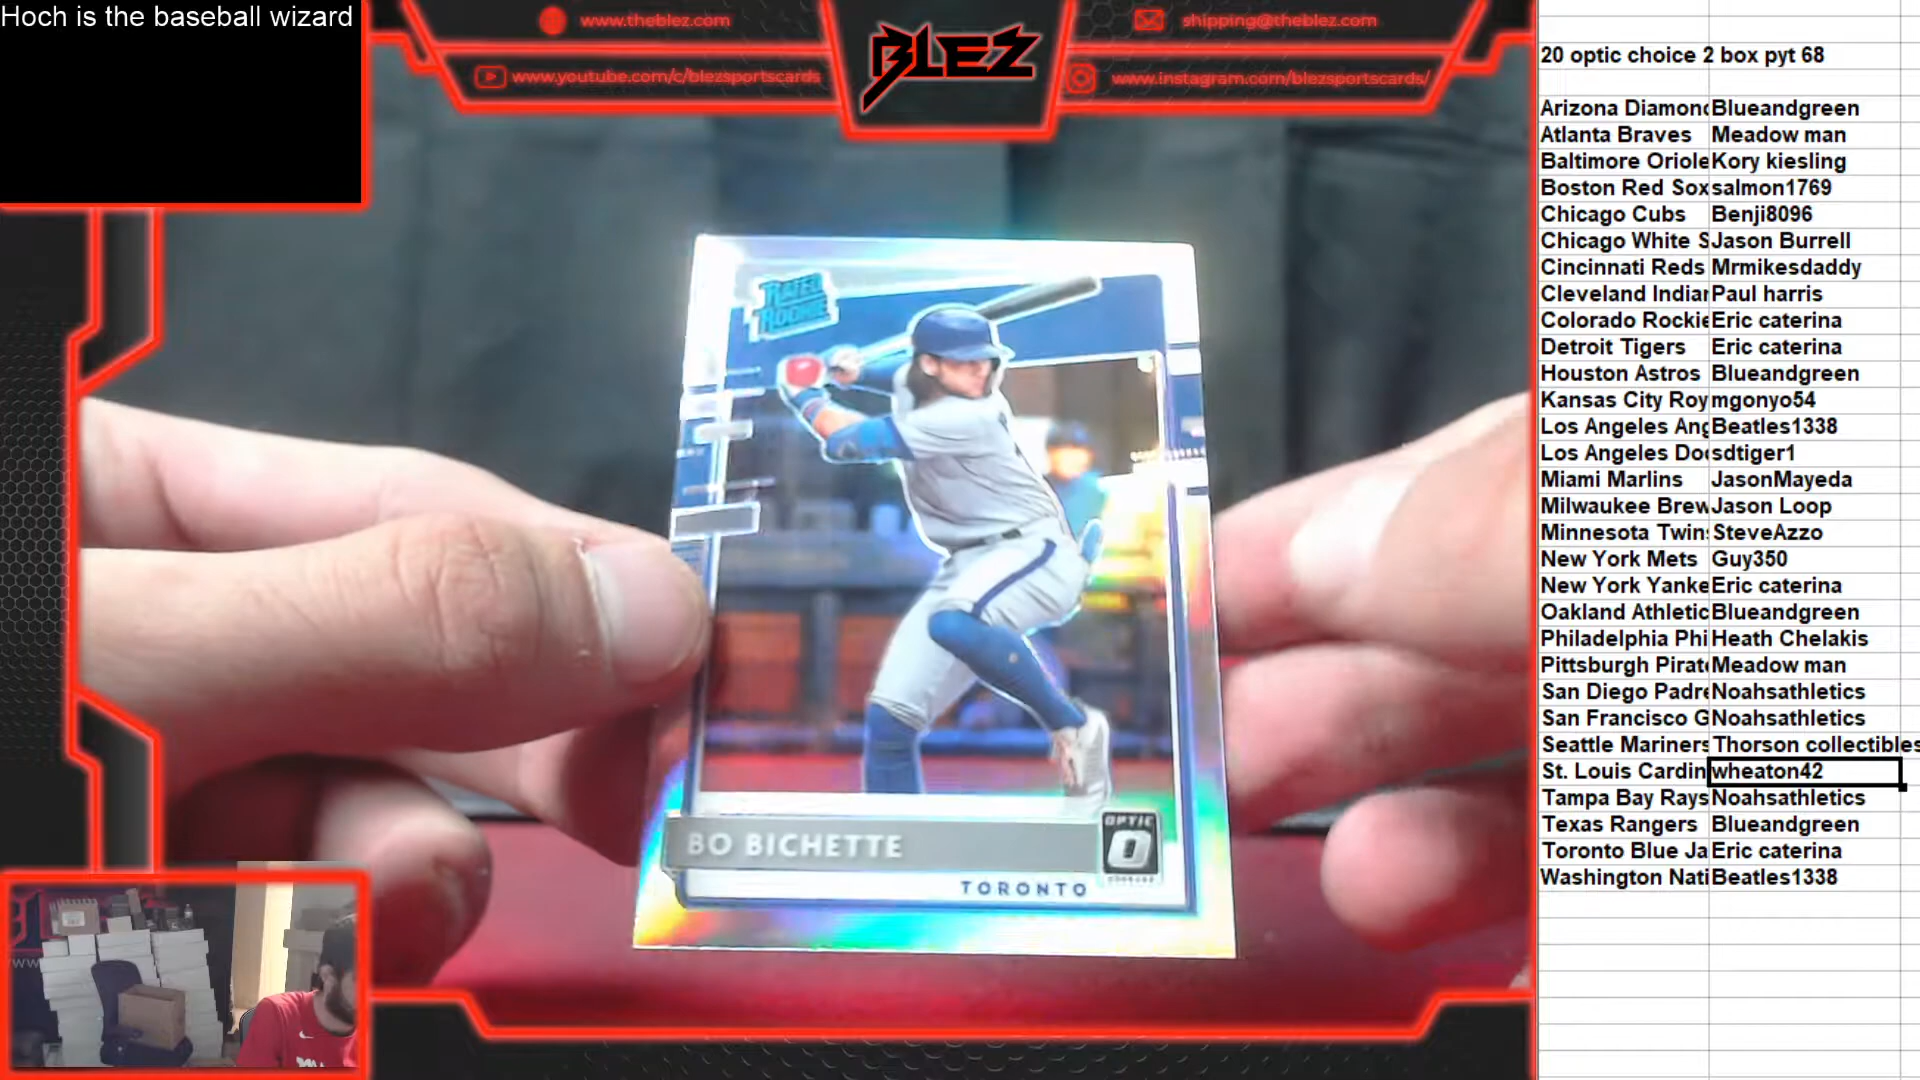 Hoch is the baseball wizard
www.theblez.com
shipping@theblez.com
BLEZ
www.youtube.com/c/blezsportscards
www.instagram.com/blezsportscards/
RATED
ROOKIE
BO BICHETTE
OPTIC
TORONTO
20 optic choice 2 box pyt 68
Arizona Diamond Blueandgreen
Atlanta Braves Meadow man
Baltimore Oriole Kory kiesling
Boston Red Sox salmon1769
Chicago Cubs Benji8096
Chicago White S Jason Burrell
Cincinnati Reds Mrmikesdaddy
Cleveland Indian Paul harris
Colorado Rockie Eric caterina
Detroit Tigers Eric caterina
Houston Astros Blueandgreen
Kansas City Roy mgonyo54
Los Angeles Ang Beatles1338
Los Angeles Dod sdtiger1
Miami Marlins JasonMayeda
Milwaukee Brew Jason Loop
Minnesota Twins SteveAzzo
New York Mets Guy350
New York Yanke Eric caterina
Oakland Athletic Blueandgreen
Philadelphia Phi Heath Chelakis
Pittsburgh Pirate Meadow man
San Diego Padre Noahsathletics
San Francisco G Noahsathletics
Seattle Mariners Thorson collectibles
St. Louis Cardin wheaton42
Tampa Bay Rays Noahsathletics
Texas Rangers Blueandgreen
Toronto Blue Ja Eric caterina
Washington Nati Beatles1338